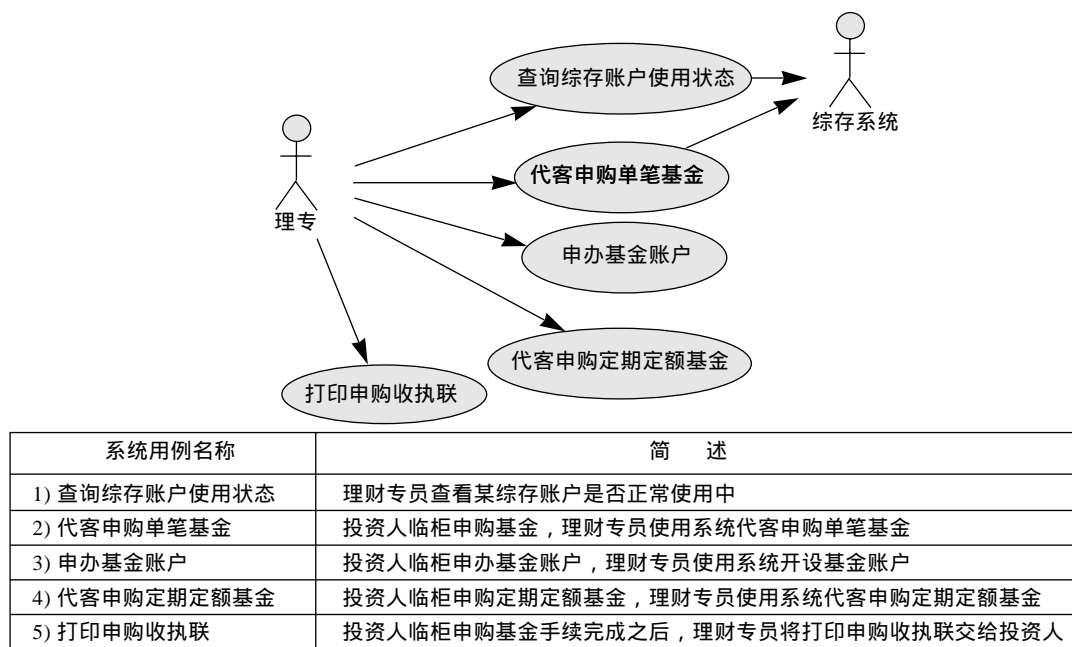 查询综存账户使用状态
综存系统
代客申购单笔基金
理专
申办基金账户
代客申购定期定额基金
打印申购收执联
系统用例名称 简 述
1) 查询综存账户使用状态 理财专员查看某综存账户是否正常使用中
2) 代客申购单笔基金 投资人临柜申购基金，理财专员使用系统代客申购单笔基金
3) 申办基金账户 投资人临柜申办基金账户，理财专员使用系统开设基金账户
4) 代客申购定期定额基金 投资人临柜申购定期定额基金，理财专员使用系统代客申购定期定额基金
5) 打印申购收执联 投资人临柜申购基金手续完成之后，理财专员将打印申购收执联交给投资人